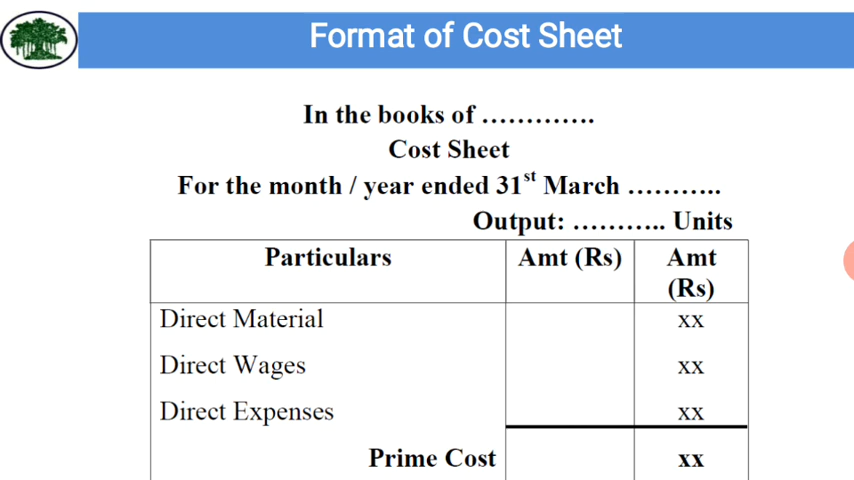 Format of Cost Sheet
In the books of ………….
Cost Sheet
For the month / year ended 31st March ………..
Output: ……….. Units
Particulars Amt (Rs) Amt
(Rs)
Direct Material xx
Direct Wages xx
Direct Expenses xx
Prime Cost xx